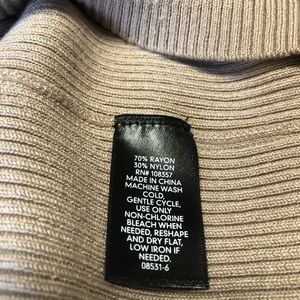 70% RAYON
30% NYLON
RN# 108357
MADE IN CHINA
MACHINE WASH
COLD,
GENTLE CYCLE,
USE ONLY
NON-CHLORINE
BLEACH WHEN
NEEDED, RESHAPE
AND DRY FLAT,
LOW IRON IF
NEEDED.
08531-6